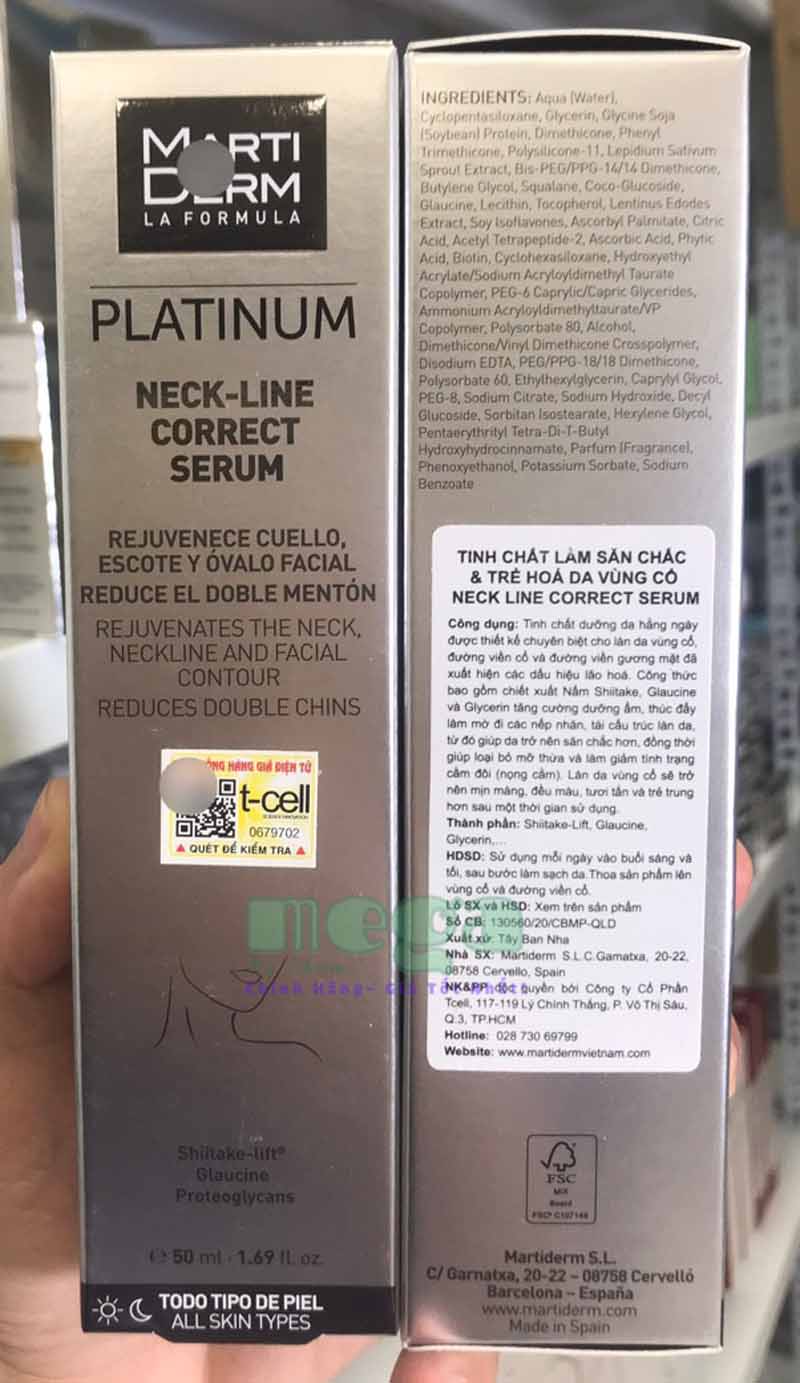 MARTI
DERM
LA FORMULA
PLATINUM
NECK-LINE
CORRECT
SERUM
REJUVENECE CUELLO,
ESCOTE Y ÓVALO FACIAL
REDUCE EL DOBLE MENTÓN
REJUVENATES THE NECK,
NECKLINE AND FACIAL
CONTOUR
REDUCES DOUBLE CHINS
HÀNG GIẢ ĐIỆN TỬ
t-cell
0679702
QUÉT ĐỂ KIỂM TRA
Shiitake-lift®
Glaucine
Proteoglycans
℮ 50 ml - 1.69 fl. oz.
TODO TIPO DE PIEL
ALL SKIN TYPES
INGREDIENTS: Aqua (Water),
Cyclopentasiloxane, Glycerin, Glycine Soja
(Soybean) Protein, Dimethicone, Phenyl
Trimethicone, Polysilicone-11, Lepidium Sativum
Sprout Extract, Bis-PEG/PPG-14/14 Dimethicone,
Butylene Glycol, Squalane, Coco-Glucoside,
Glaucine, Lecithin, Tocopherol, Lentinus Edodes
Extract, Soy Isoflavones, Ascorbyl Palmitate, Citric
Acid, Acetyl Tetrapeptide-2, Ascorbic Acid, Phytic
Acid, Biotin, Cyclohexasiloxane, Hydroxyethyl
Acrylate/Sodium Acryloyldimethyl Taurate
Copolymer, PEG-6 Caprylic/Capric Glycerides,
Ammonium Acryloyldimethyltaurate/VP
Copolymer, Polysorbate 80, Alcohol,
Dimethicone/Vinyl Dimethicone Crosspolymer,
Disodium EDTA, PEG/PPG-18/18 Dimethicone,
Polysorbate 60, Ethylhexylglycerin, Caprylyl Glycol,
PEG-8, Sodium Citrate, Sodium Hydroxide, Decyl
Glucoside, Sorbitan Isostearate, Hexylene Glycol,
Pentaerythrityl Tetra-Di-T-Butyl
Hydroxyhydrocinnamate, Parfum (Fragrance),
Phenoxyethanol, Potassium Sorbate, Sodium
Benzoate
TINH CHẤT LÀM SĂN CHẮC
& TRẺ HOÁ DA VÙNG CỔ
NECK LINE CORRECT SERUM
Công dụng: Tinh chất dưỡng da hằng ngày
được thiết kế chuyên biệt cho làn da vùng cổ,
đường viền cổ và đường viền gương mặt đã
xuất hiện các dấu hiệu lão hoá. Công thức
bao gồm chiết xuất Nấm Shiitake, Glaucine
và Glycerin tăng cường dưỡng ẩm, thúc đẩy
làm mờ đi các nếp nhăn, tái cấu trúc làn da,
từ đó giúp da trở nên săn chắc hơn, đồng thời
giúp loại bỏ mỡ thừa và làm giảm tình trạng
cằm đôi (nọng cằm). Làn da vùng cổ sẽ trở
nên mịn màng, đều màu, tươi tắn và trẻ trung
hơn sau một thời gian sử dụng.
Thành phần: Shiitake-Lift, Glaucine,
Glycerin,...
HDSD: Sử dụng mỗi ngày vào buổi sáng và
tối, sau bước làm sạch da.Thoa sản phẩm lên
vùng cổ và đường viền cổ.
Lô SX và HSD: Xem trên sản phẩm
Số CB: 130560/20/CBMP-QLD
Xuất xứ: Tây Ban Nha
Nhà SX: Martiderm S.L.C.Garnatxa, 20-22,
08758 Cervello, Spain
NK&PP độc quyền bởi Công ty Cổ Phần
Tcell, 117-119 Lý Chính Thắng, P. Võ Thị Sáu,
Q.3, TP.HCM
Hotline: 028 730 69799
Website: www.martidermvietnam.com
mega
Chính Hãng- Giá Tốt Nhất
FSC
MIX
Board
FSC® C107146
Martiderm S.L.
C/ Garnatxa, 20-22 – 08758 Cervelló
Barcelona – España
www.martiderm.com
Made in Spain